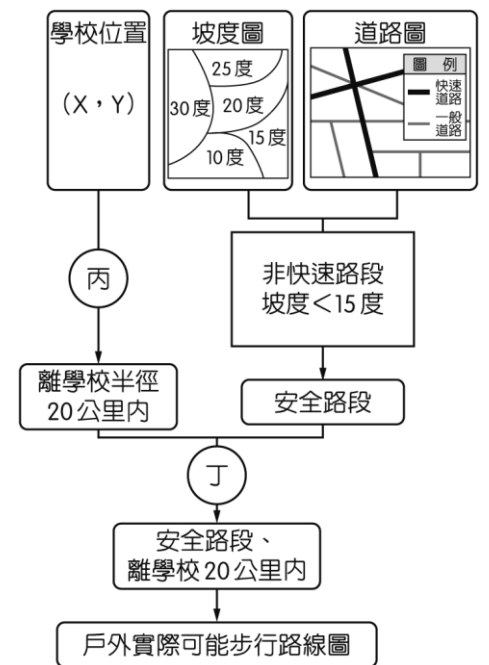 學校位置
(X，Y)
坡度圖
25度
30度
20度
15度
10度
道路圖
圖 例
快速
道路
一般
道路
丙
非快速路段
坡度＜15度
離學校半徑
20公里內
安全路段
丁
安全路段、
離學校20公里內
戶外實際可能步行路線圖